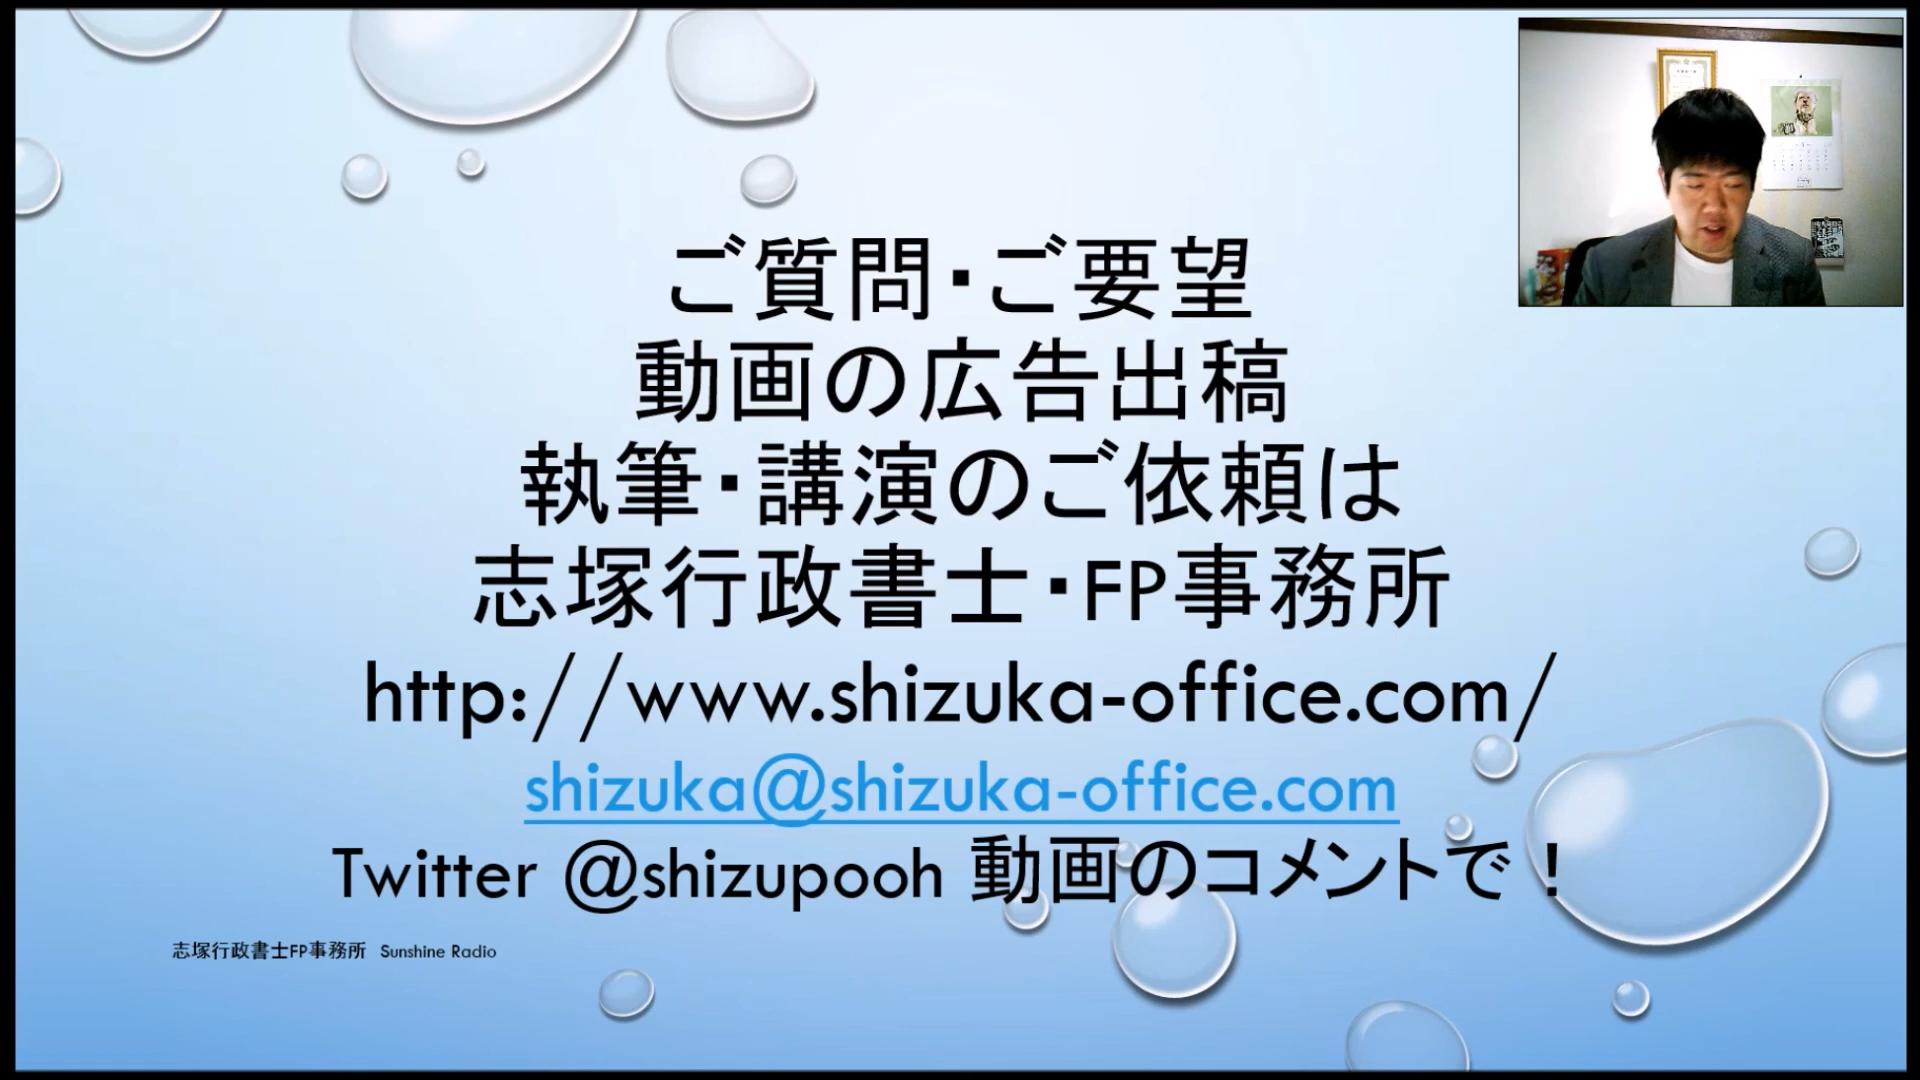 ご質問・ご要望
動画の広告出稿
執筆・講演のご依頼は
志塚行政書士・FP事務所
http://www.shizuka-office.com/
shizuka@shizuka-office.com
Twitter @shizupooh 動画のコメントで！
志塚行政書士FP事務所 Sunshine Radio